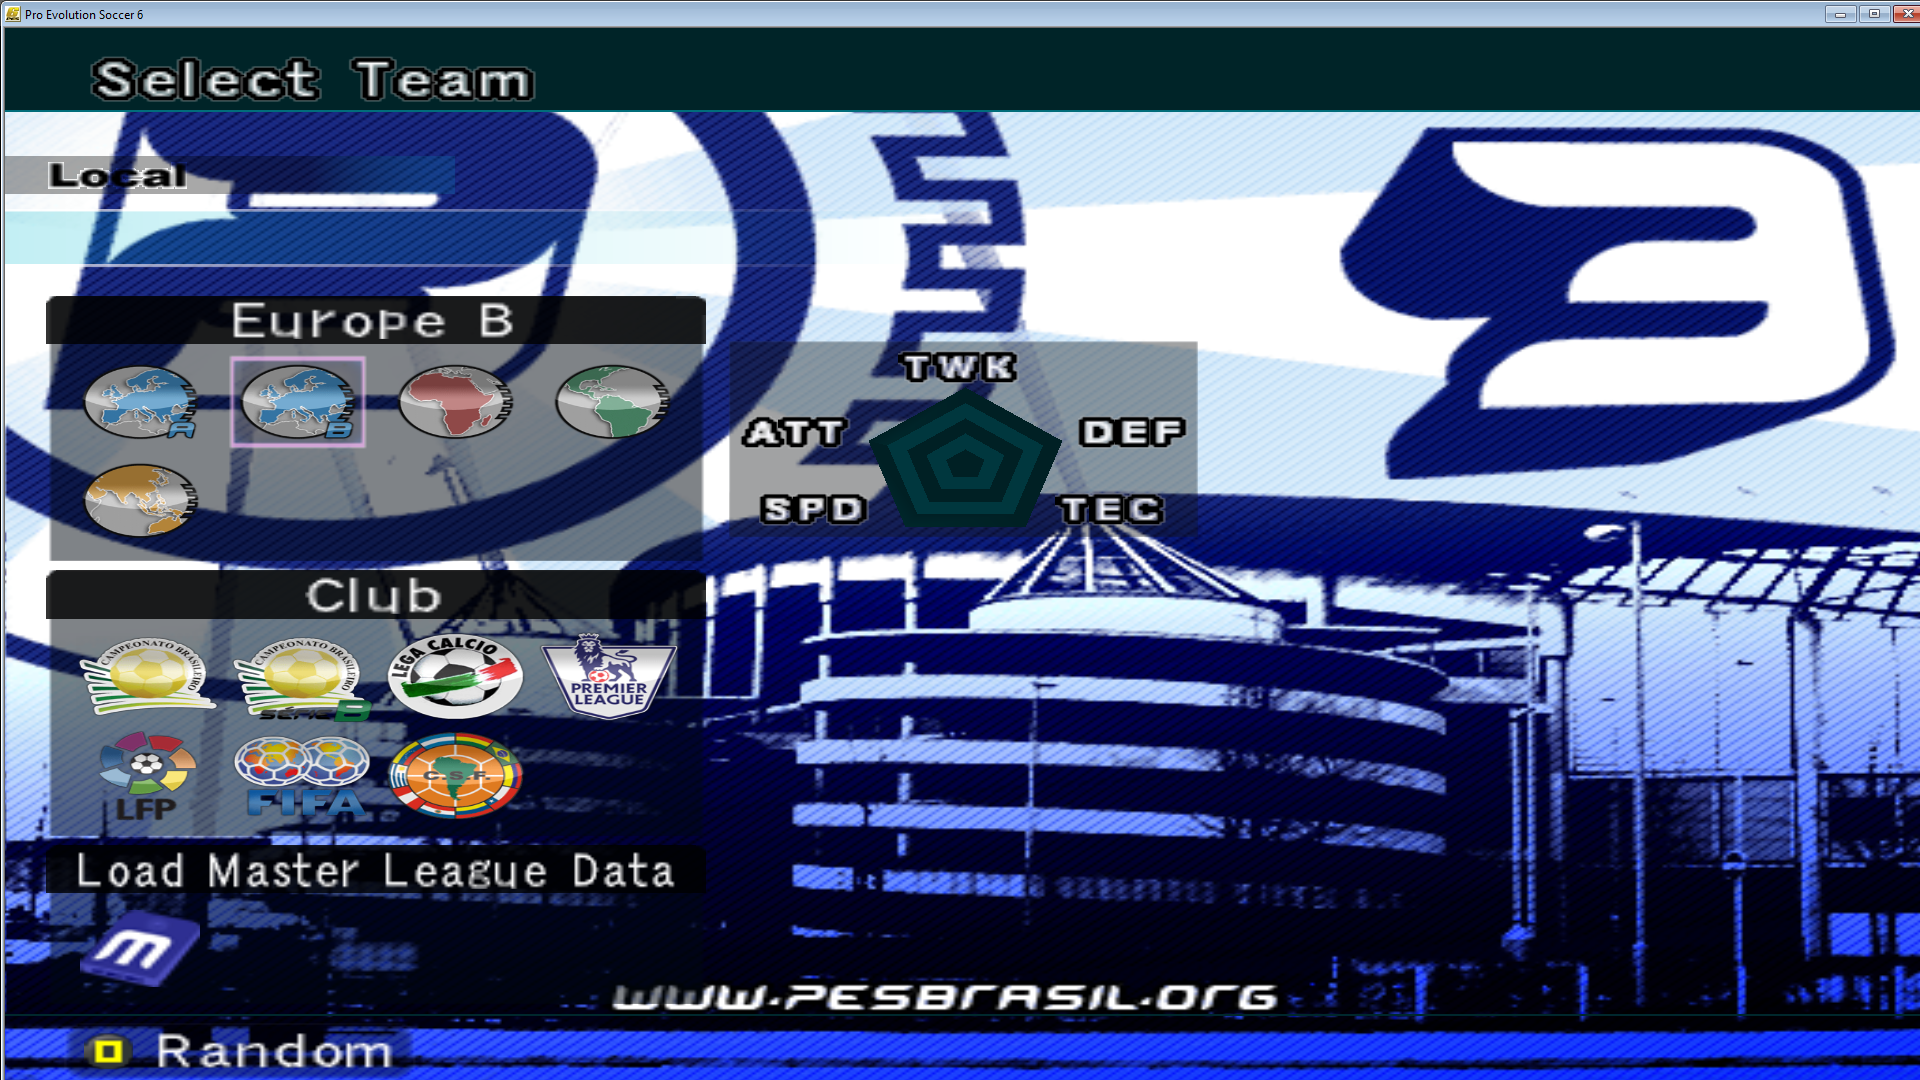 Pro Evolution Soccer 6
Select Team
Local
Europe B
A
B
TWK
ATT
DEF
SPD
TEC
Club
CAMPEONATO BRASILEIRO
CAMPEONATO BRASILEIRO
SÉRIE B
LEGA CALCIO
PREMIER
LEAGUE
LFP
FIFA
C.S.F.
Load Master League Data
m
www.PESBrasil.org
Random